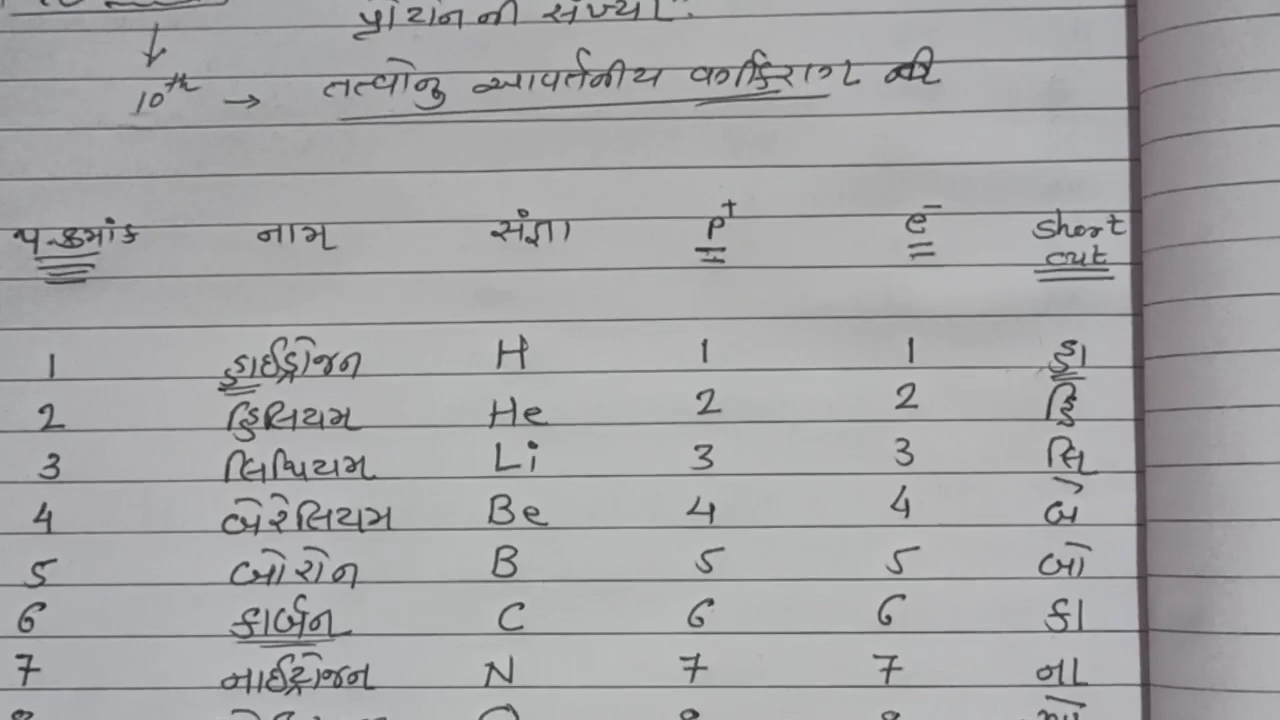 પ્રોટોનની સંખ્યા.
10th → તત્વોનુ આવર્તનીય વર્ગીકરણ
પ.ક્રમાંક નામ સંજ્ઞા p+ e- short cut
1 હાઈડ્રોજન H 1 1 હા
2 હિલિયમ He 2 2 હિ
3 લિથિયમ Li 3 3 લિ
4 બેરેલિયમ Be 4 4 બે
5 બોરોન B 5 5 બો
6 કાર્બન C 6 6 કા
7 નાઈટ્રોજન N 7 7 ના